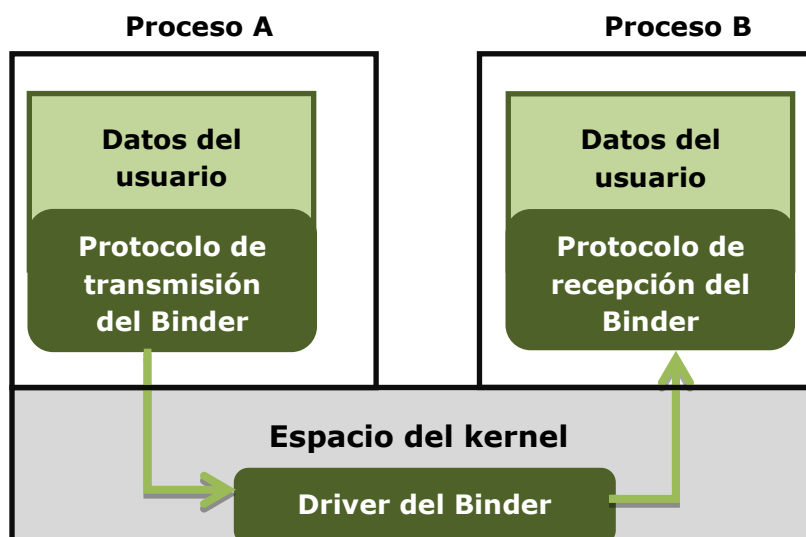 Proceso A
Proceso B
Datos del
usuario
Protocolo de
transmisión
del Binder
Datos del
usuario
Protocolo de
recepción del
Binder
Espacio del kernel
Driver del Binder